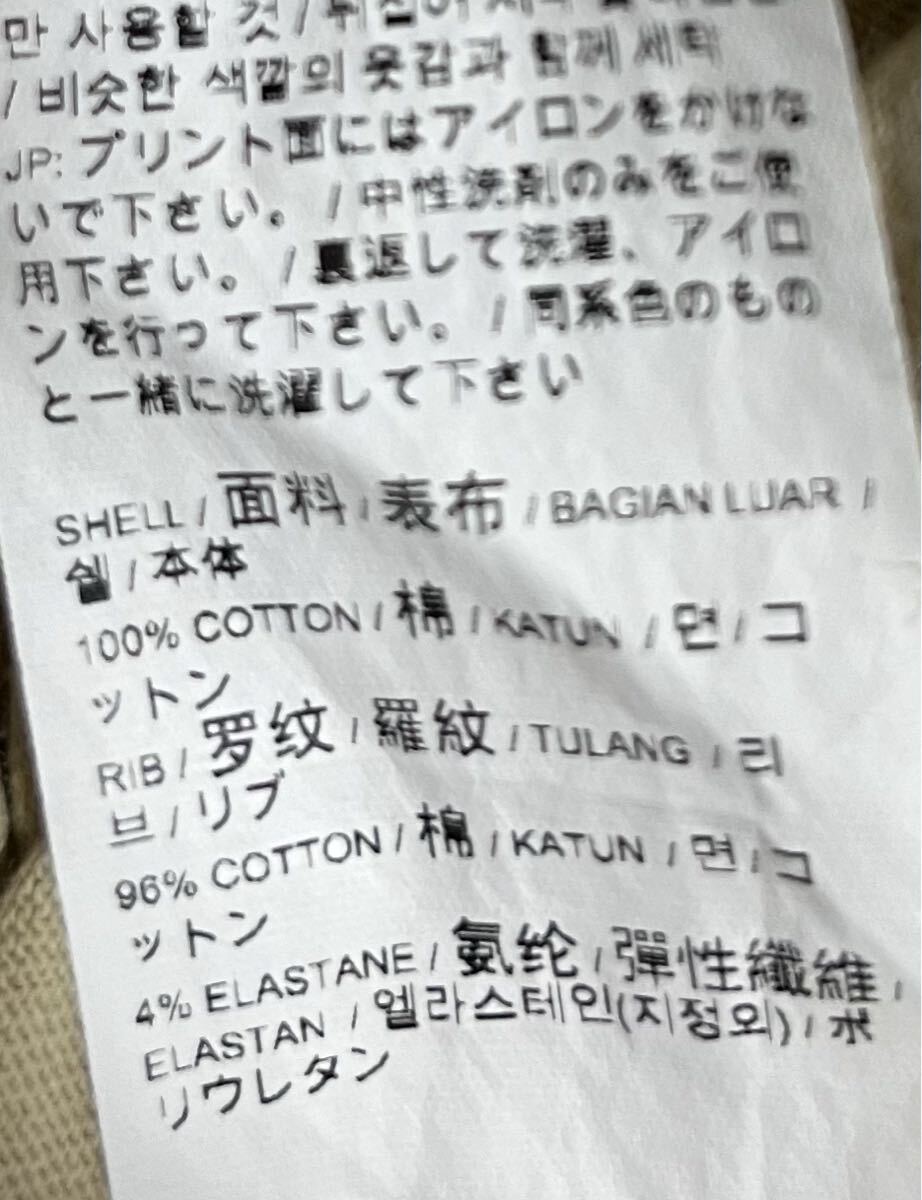 만 사용할 것 / 뒤집어
/ 비슷한 색깔의 옷감과 함께 세탁
JP: プリント面にはアイロンをかけな
いで下さい。 / 中性洗剤のみをご使
用下さい。 / 裏返して洗濯、アイロ
ンを行って下さい。 / 同系色のもの
と一緒に洗濯して下さい
SHELL / 面料 / 表布 / BAGIAN LUAR /
쉘 / 本体
100% COTTON / 棉 / KATUN / 면 / コ
ットン
RIB / 罗纹 / 羅紋 / TULANG / 리
브 / リブ
96% COTTON / 棉 / KATUN / 면 / コ
ットン
4% ELASTANE / 氨纶 / 彈性纖維 /
ELASTAN / 엘라스테인(지정외) / ポ
リウレタン